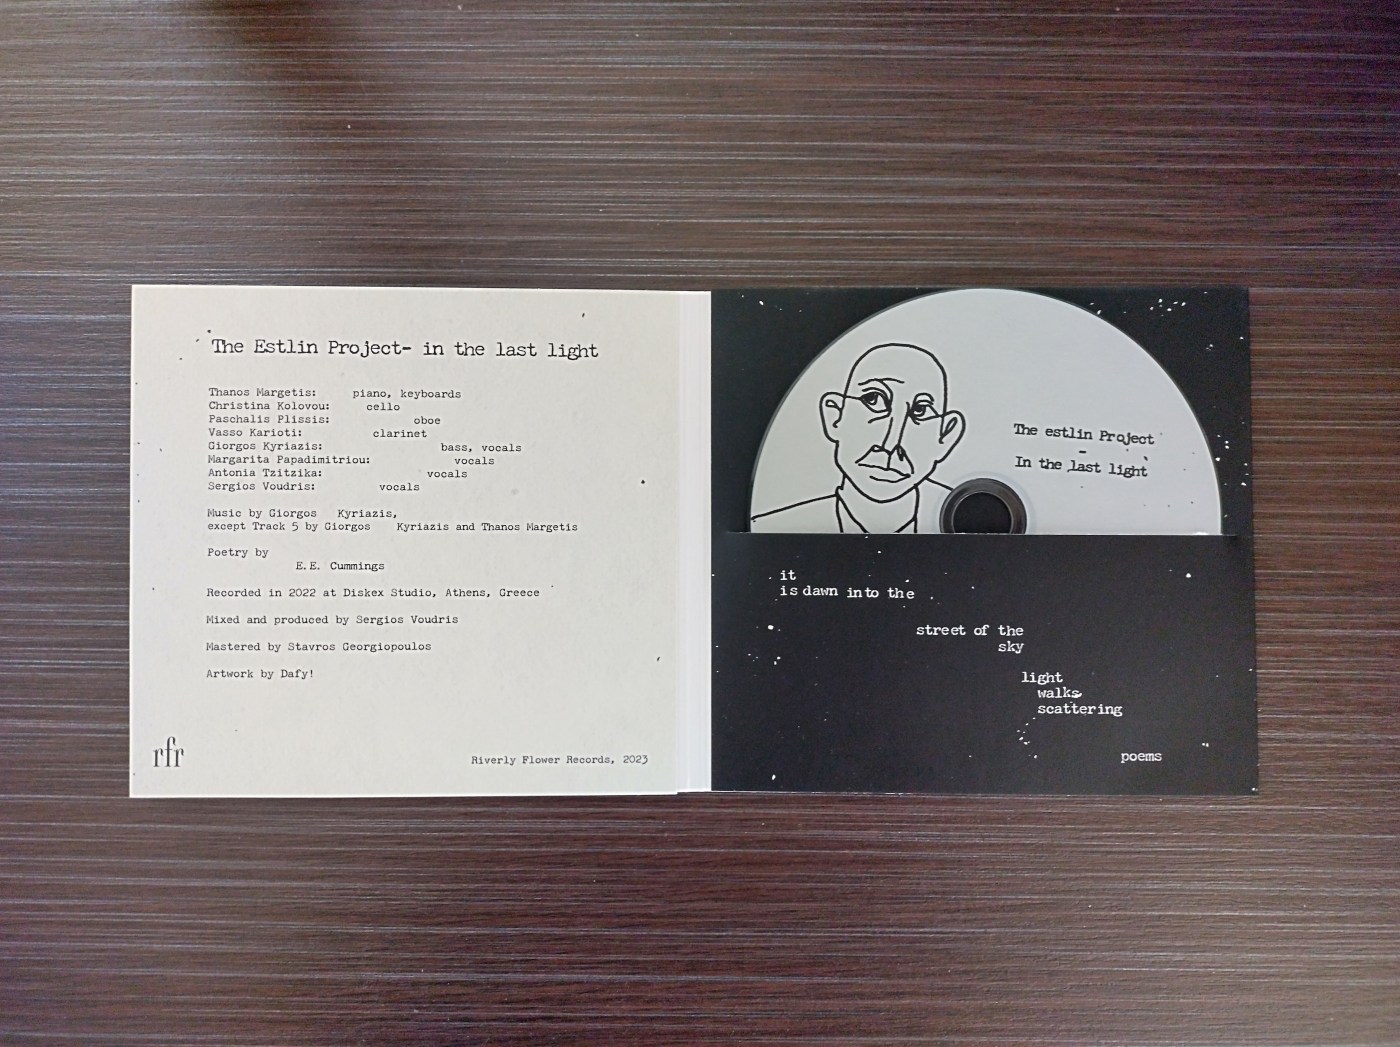 The Estlin Project- in the last light
Thanos Margetis: piano, keyboards
Christina Kolovou: cello
Paschalis Plissis: oboe
Vasso Karioti: clarinet
Giorgos Kyriazis: bass, vocals
Margarita Papadimitriou: vocals
Antonia Tzitzika: vocals
Sergios Voudris: vocals
Music by Giorgos Kyriazis,
except Track 5 by Giorgos Kyriazis and Thanos Margetis
Poetry by
E.E. Cummings
Recorded in 2022 at Diskex Studio, Athens, Greece
Mixed and produced by Sergios Voudris
Mastered by Stavros Georgiopoulos
Artwork by Dafy!
rfr
Riverly Flower Records, 2023
The estlin Project
-
In the last light
it
is dawn into the
street of the
sky
light
walks
scattering
poems